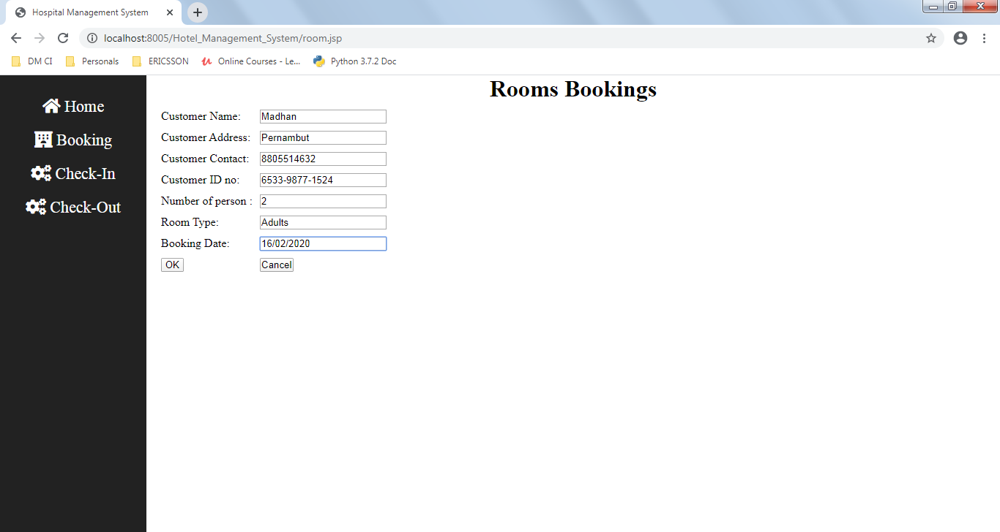 Hospital Management System
localhost:8005/Hotel_Management_System/room.jsp
DM CI Personals ERICSSON Online Courses - Le... Python 3.7.2 Doc
Home
Booking
Check-In
Check-Out
Rooms Bookings
Customer Name: Madhan
Customer Address: Pernambut
Customer Contact: 8805514632
Customer ID no: 6533-9877-1524
Number of person : 2
Room Type: Adults
Booking Date: 16/02/2020
OK Cancel